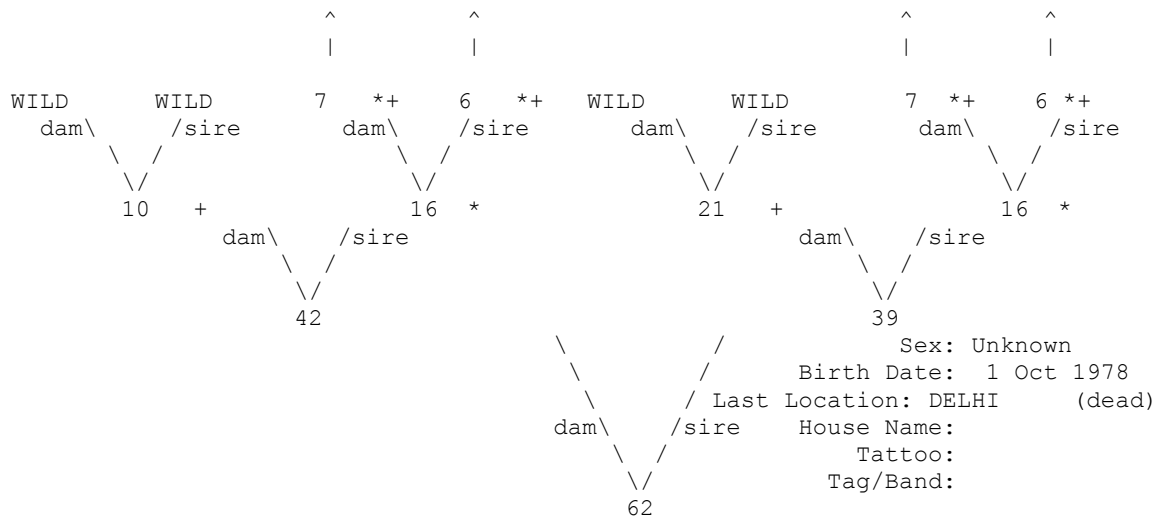 ^ ^ ^ ^
| | | |
WILD WILD 7 *+ 6 *+ WILD WILD 7 *+ 6 *+
dam\ /sire dam\ /sire dam\ /sire dam\ /sire
\ / \ / \ / \ /
\/ \/ \/ \/
10 + 16 * 21 + 16 *
dam\ /sire dam\ /sire
\ / \ /
\/ \/
42 39
\ / Sex: Unknown
\ / Birth Date: 1 Oct 1978
\ / Last Location: DELHI (dead)
dam\ /sire House Name:
\ / Tattoo:
\/ Tag/Band:
62